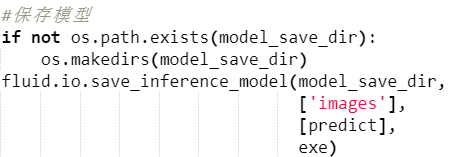 #保存模型
if not os.path.exists(model_save_dir):
    os.makedirs(model_save_dir)
fluid.io.save_inference_model(model_save_dir,
                              ['images'],
                              [predict],
                              exe)